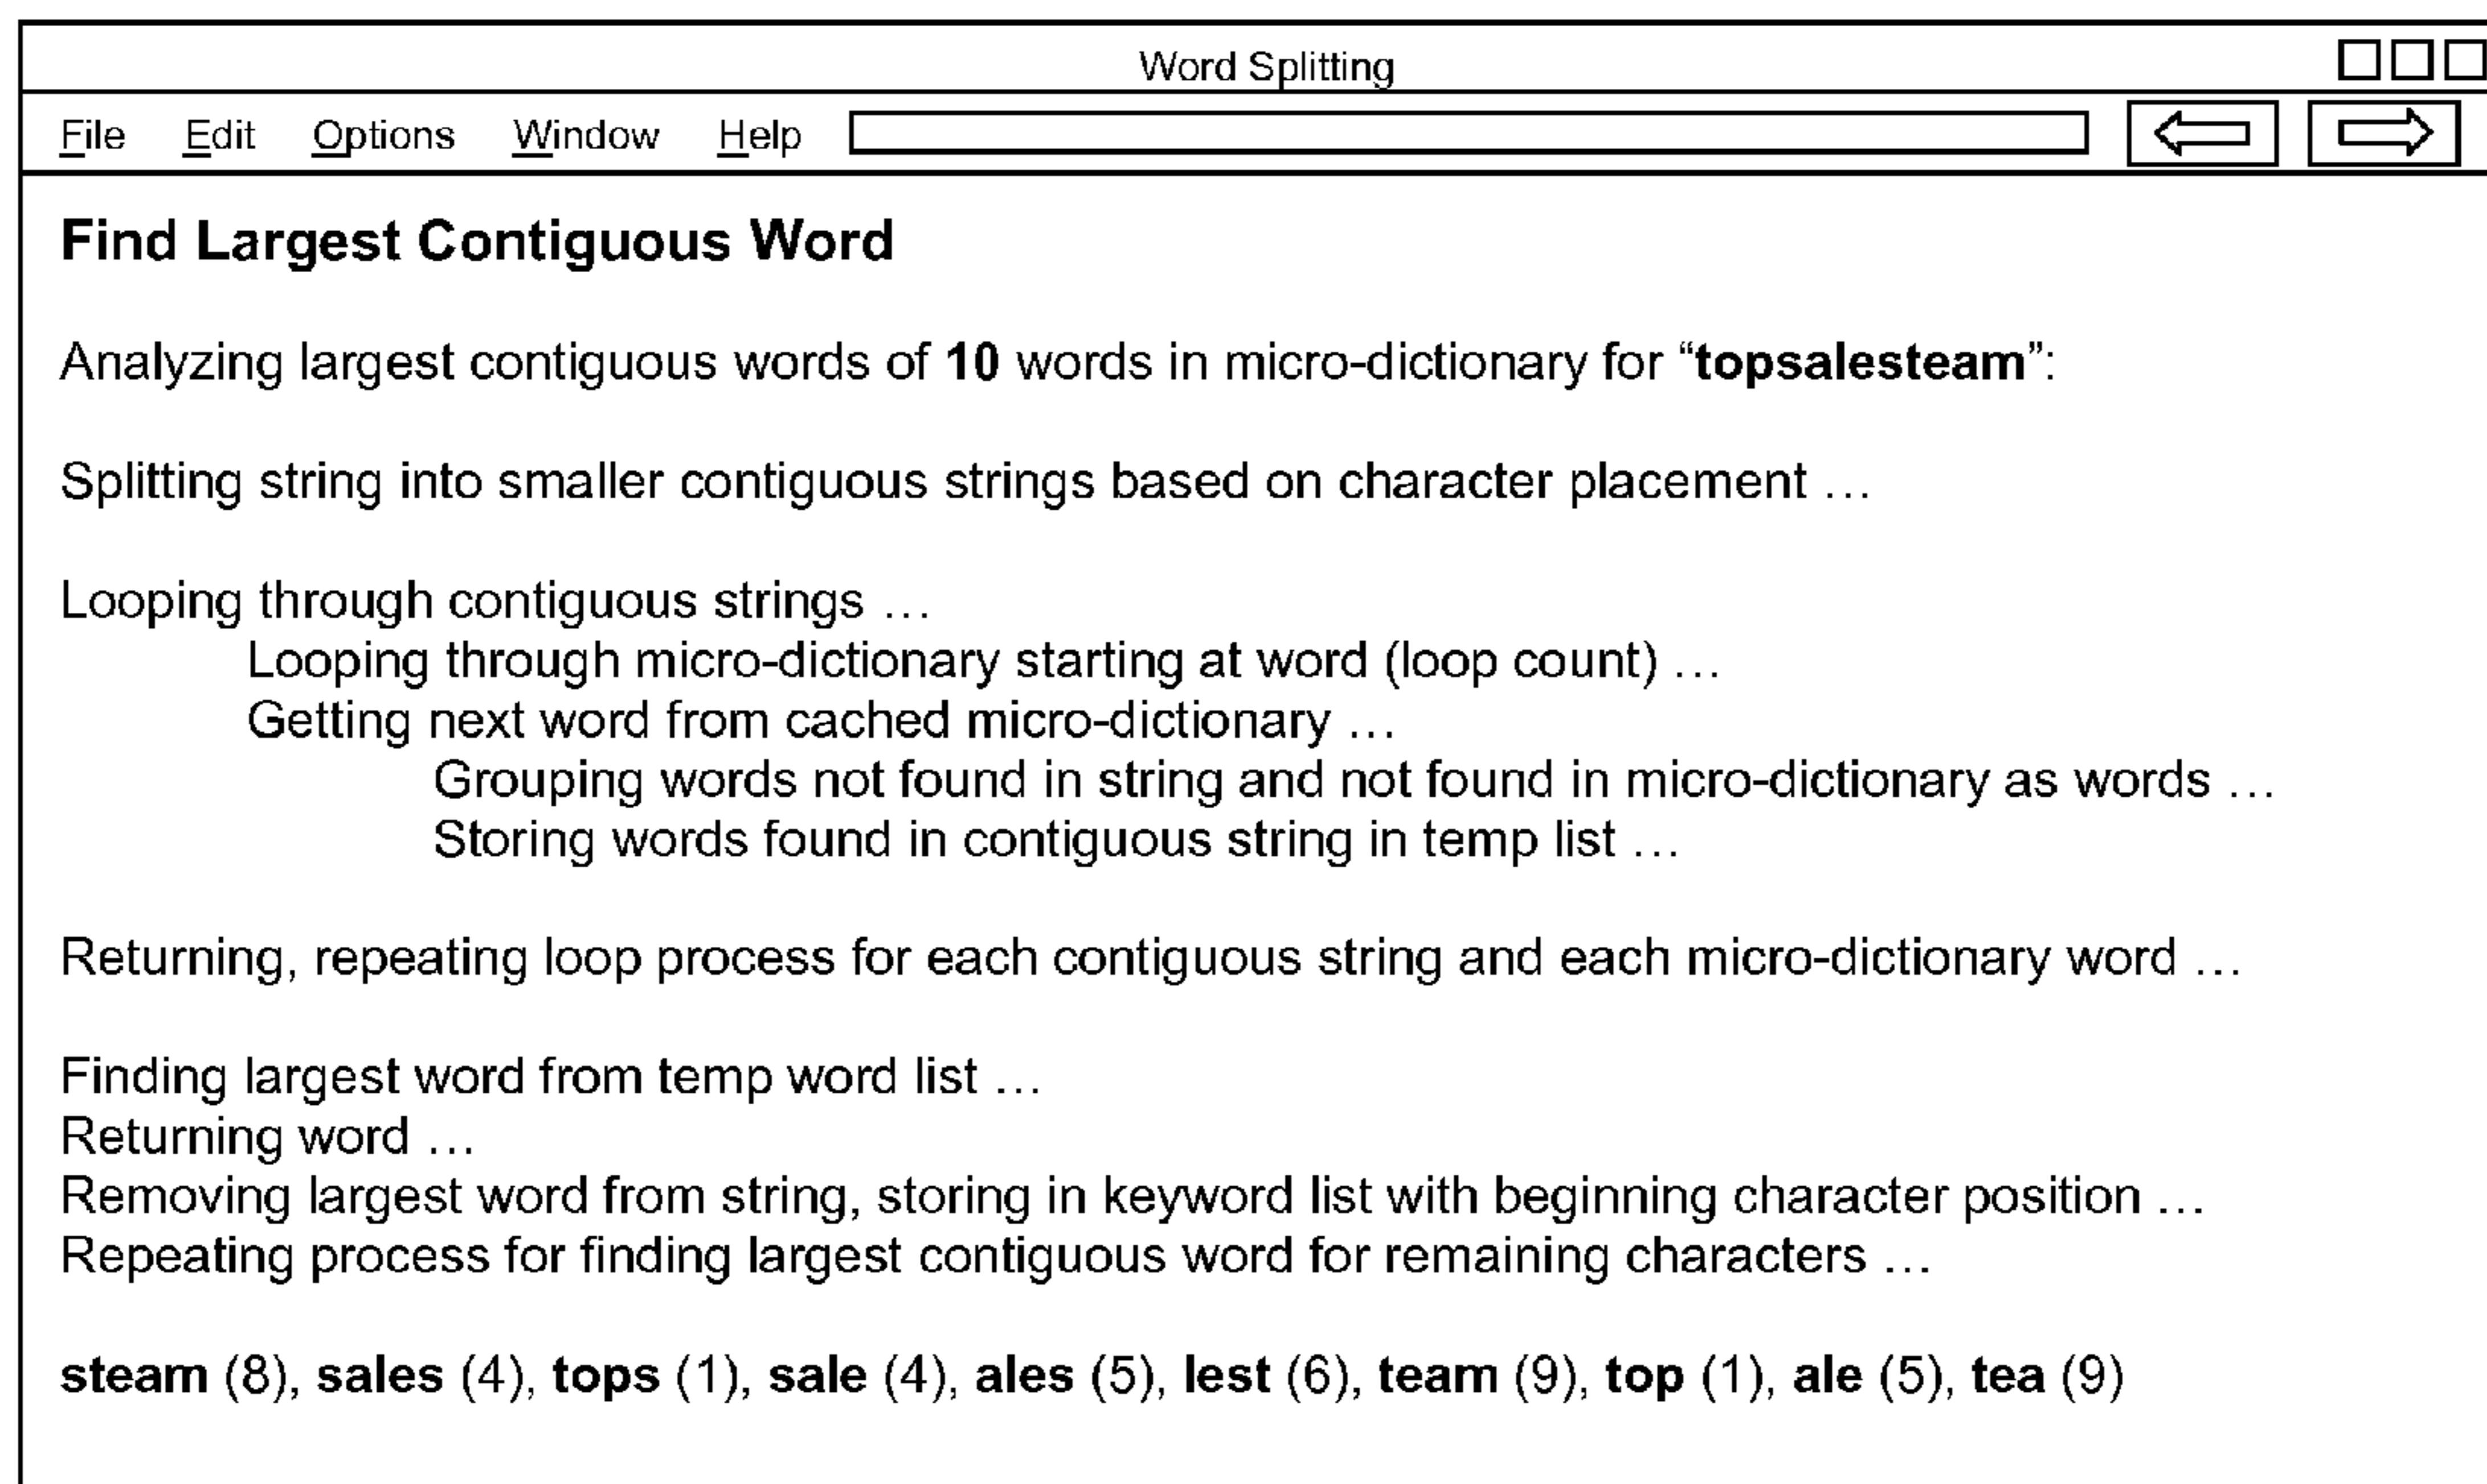 Word Splitting
File Edit Options Window Help
Find Largest Contiguous Word
Analyzing largest contiguous words of 10 words in micro-dictionary for “topsalesteam”:
Splitting string into smaller contiguous strings based on character placement …
Looping through contiguous strings …
Looping through micro-dictionary starting at word (loop count) …
Getting next word from cached micro-dictionary …
Grouping words not found in string and not found in micro-dictionary as words …
Storing words found in contiguous string in temp list …
Returning, repeating loop process for each contiguous string and each micro-dictionary word …
Finding largest word from temp word list …
Returning word …
Removing largest word from string, storing in keyword list with beginning character position …
Repeating process for finding largest contiguous word for remaining characters …
steam (8), sales (4), tops (1), sale (4), ales (5), lest (6), team (9), top (1), ale (5), tea (9)